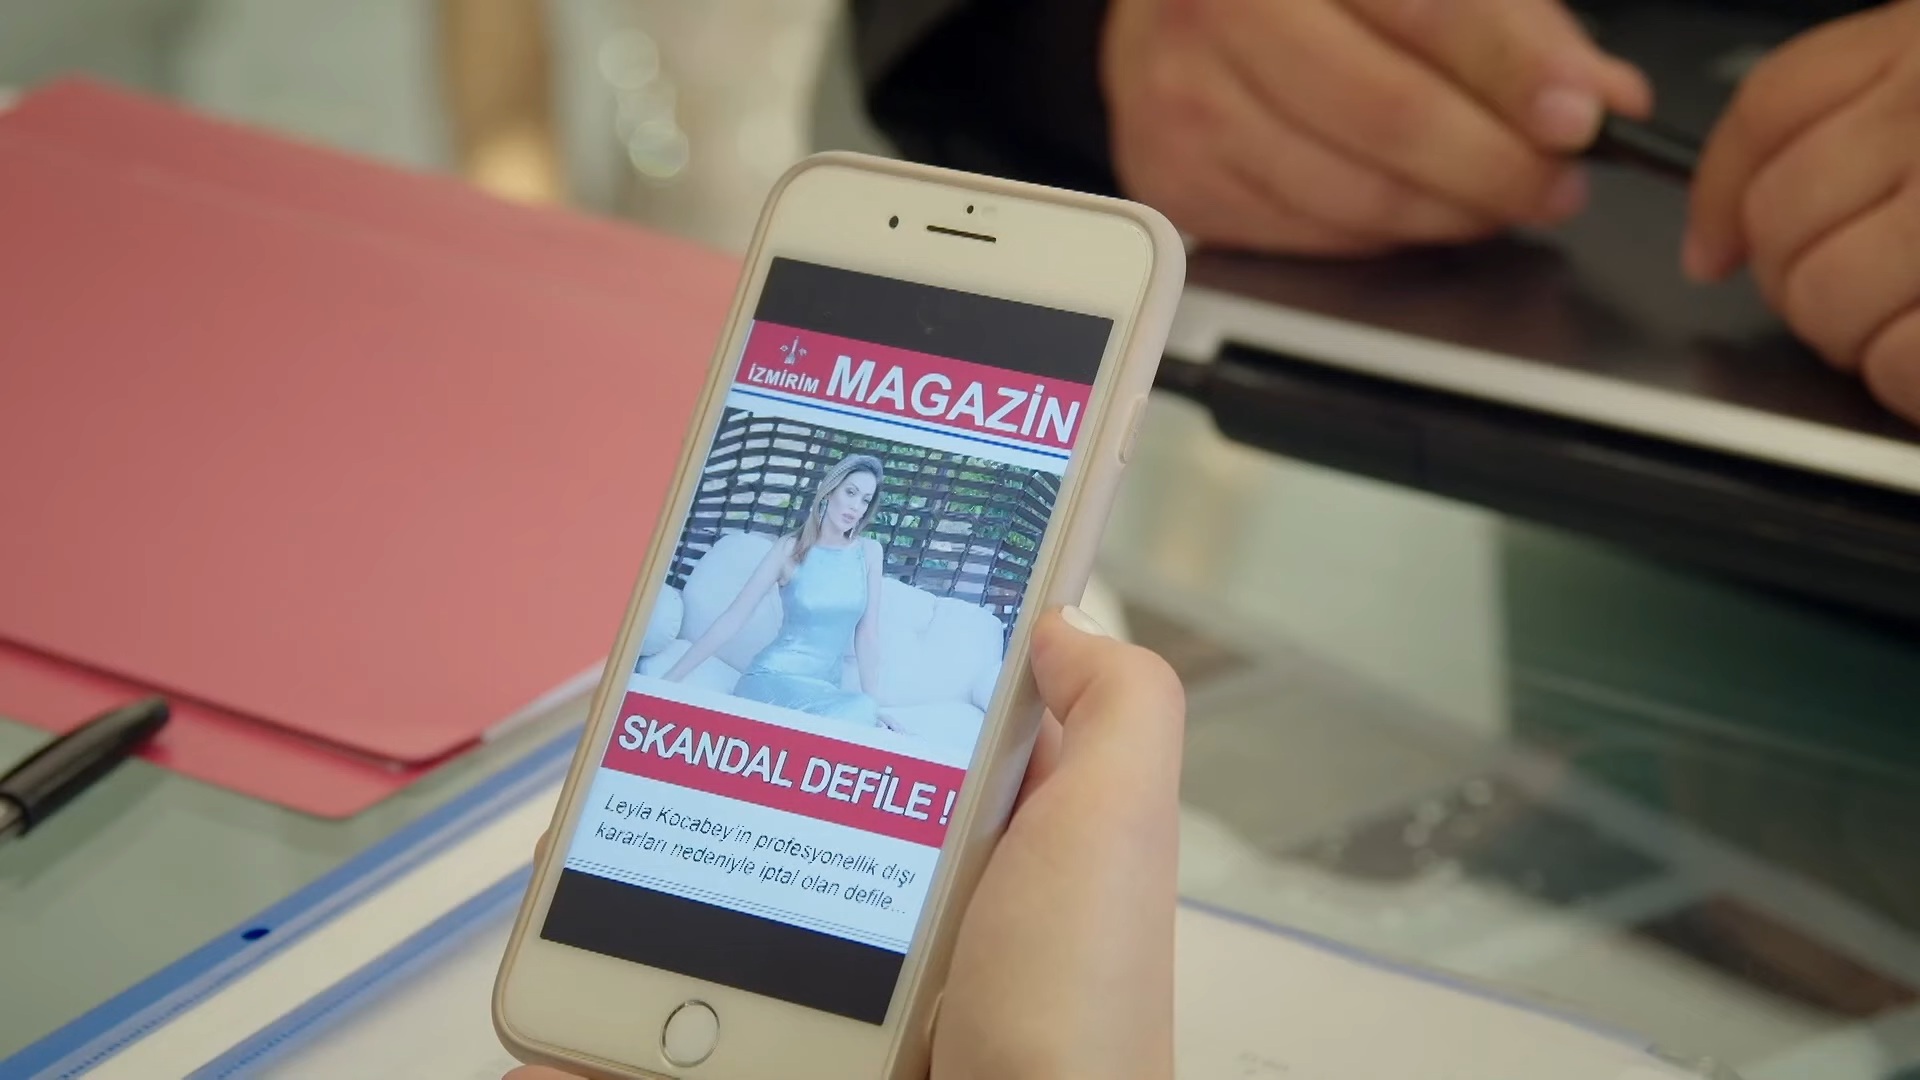 İZMİRİM MAGAZİN
SKANDAL DEFİLE !
Leyla Kocabey'in profesyonellik dışı
kararları nedeniyle iptal olan defile...